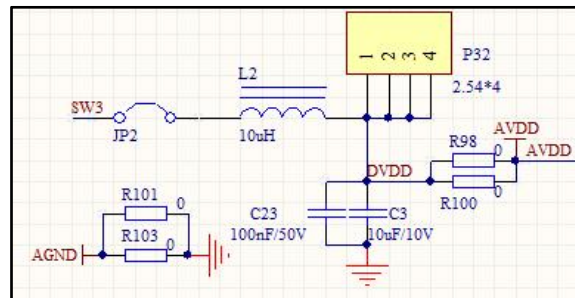 1 2 3 4
P32
2.54*4
L2
SW3
JP2
10uH
R98
0
AVDD
AVDD
DVDD
R100
0
R101
0
C23
C3
100nF/50V
10uF/10V
R103
0
AGND